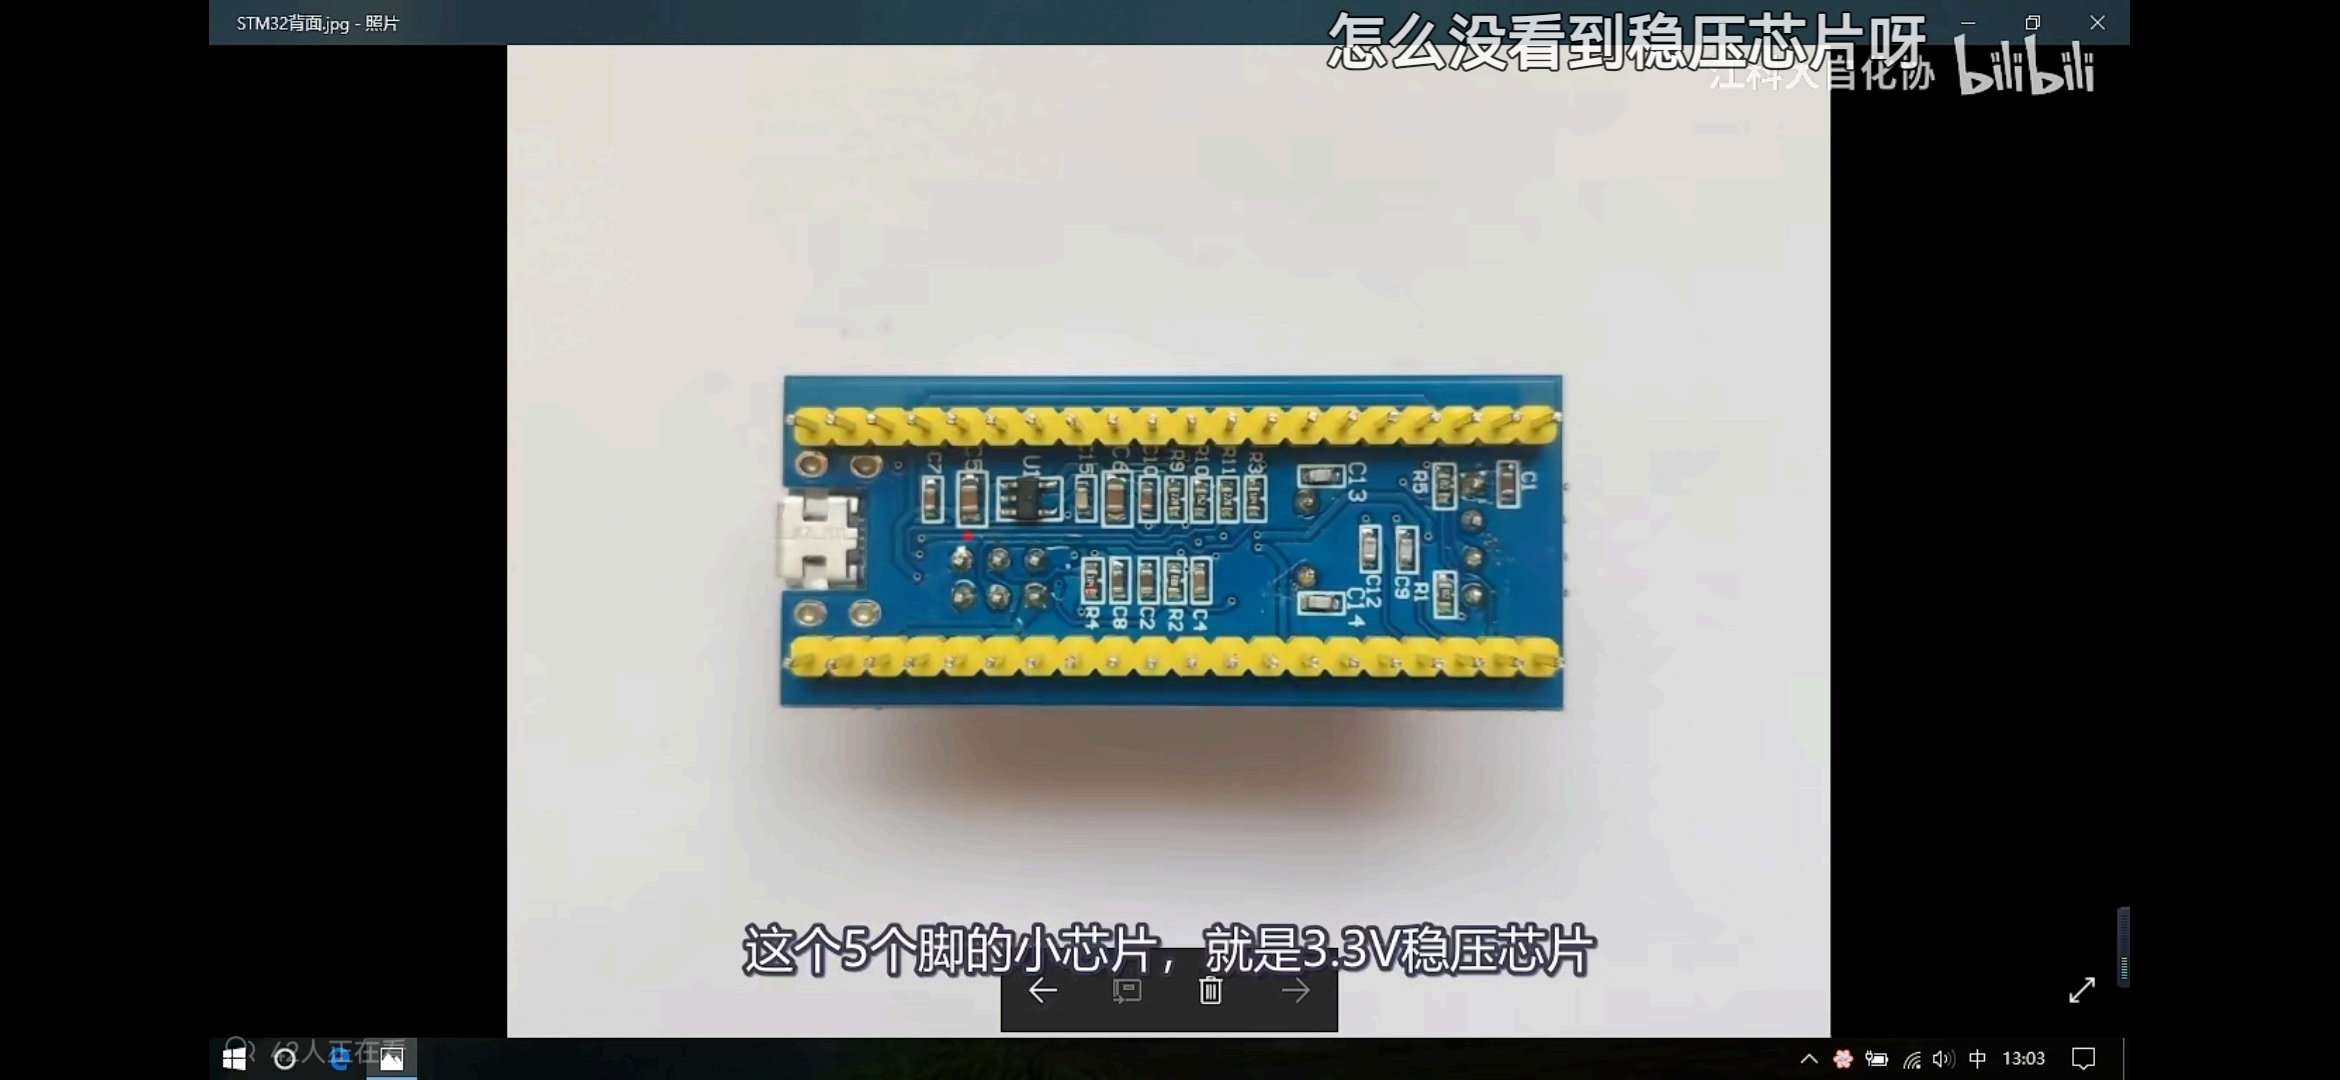 STM32背面.jpg - 照片
怎么没看到稳压芯片呀
江科大自化协 bilibili
C7
C5
U1
C15
C6
C10
R9
R10
R11
R3
C13
R5
C1
R4
C8
C2
R2
C4
C14
C12
C9
R1
这个5个脚的小芯片，就是3.3V稳压芯片
42人正在看
中
13:03